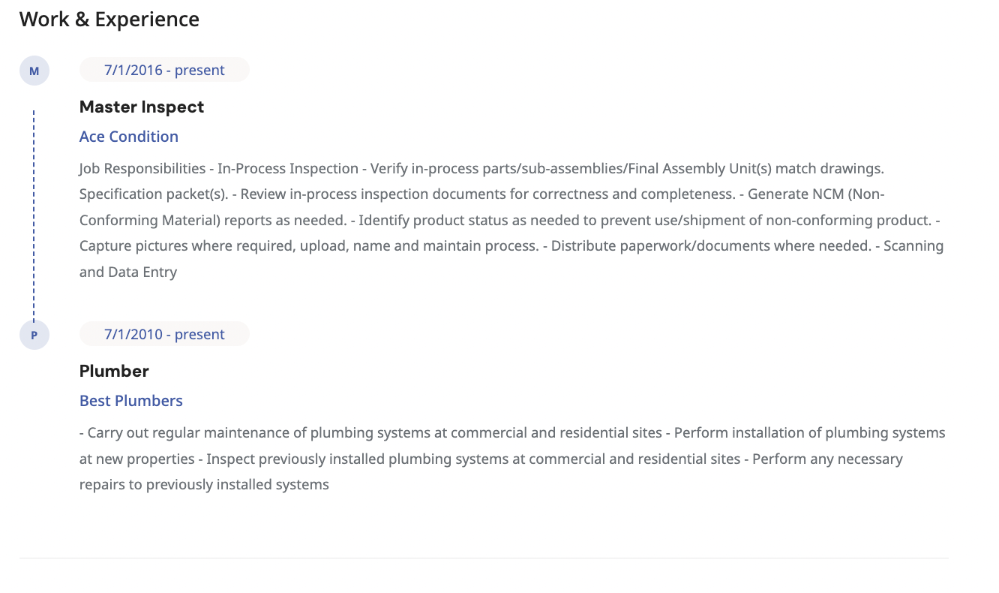 Work & Experience
M
7/1/2016 - present
Master Inspect
Ace Condition
Job Responsibilities - In-Process Inspection - Verify in-process parts/sub-assemblies/Final Assembly Unit(s) match drawings.
Specification packet(s). - Review in-process inspection documents for correctness and completeness. - Generate NCM (Non-
Conforming Material) reports as needed. - Identify product status as needed to prevent use/shipment of non-conforming product. -
Capture pictures where required, upload, name and maintain process. - Distribute paperwork/documents where needed. - Scanning
and Data Entry
P
7/1/2010 - present
Plumber
Best Plumbers
- Carry out regular maintenance of plumbing systems at commercial and residential sites - Perform installation of plumbing systems
at new properties - Inspect previously installed plumbing systems at commercial and residential sites - Perform any necessary
repairs to previously installed systems